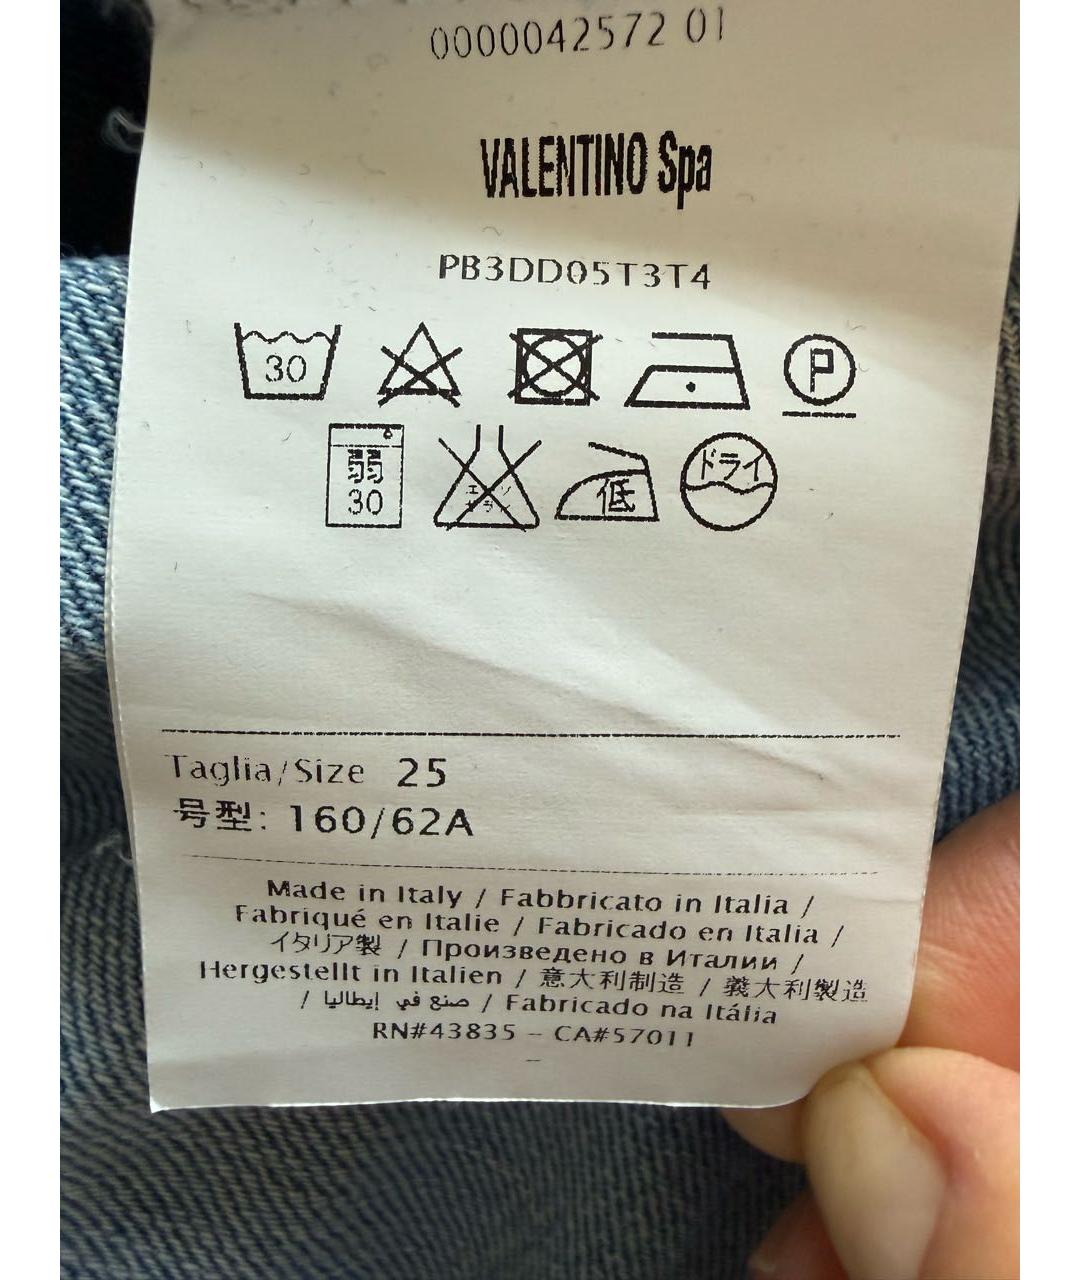 0000042572 01
VALENTINO Spa
PB3DD05T3T4
30 P
弱 30 低 ドライ
Taglia/Size 25
号型: 160/62A
Made in Italy / Fabbricato in Italia /
Fabriqué en Italie / Fabricado en Italia /
イタリア製 / Произведено в Италии /
Hergestellt in Italien / 意大利制造 / 義大利製造
/ صنع في إيطاليا / Fabricado na Itália
RN#43835 - CA#57011
-